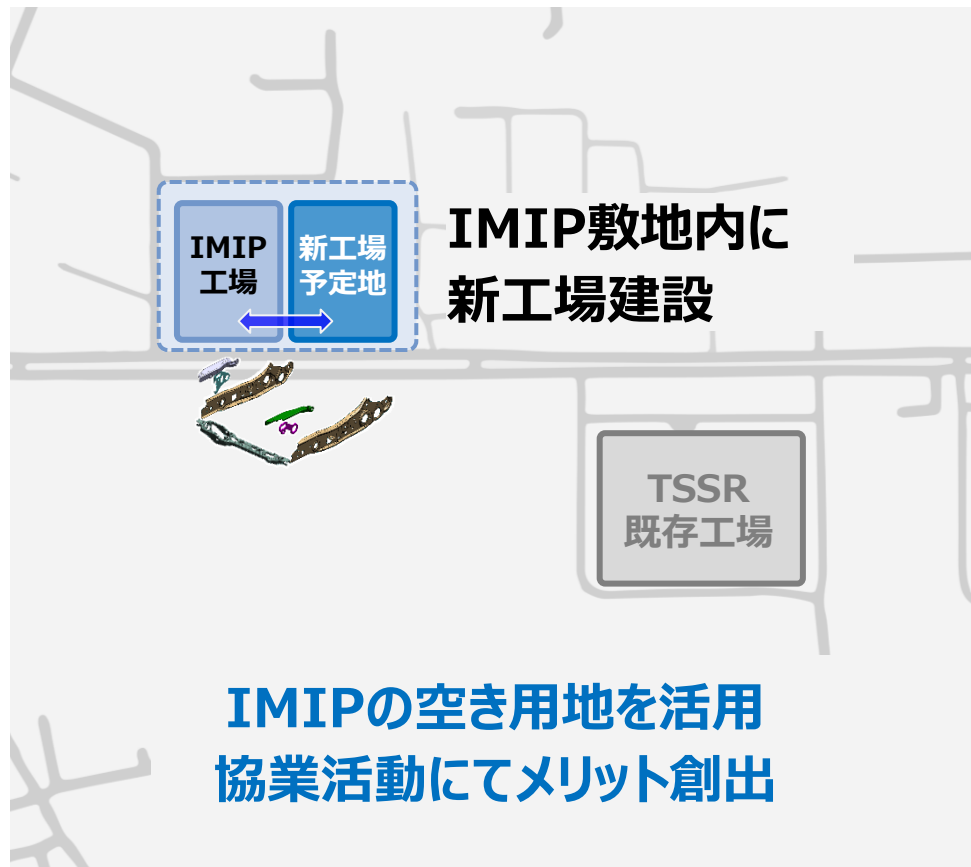 IMIP
工場
新工場
予定地
IMIP敷地内に
新工場建設
TSSR
既存工場
IMIPの空き用地を活用
協業活動にてメリット創出